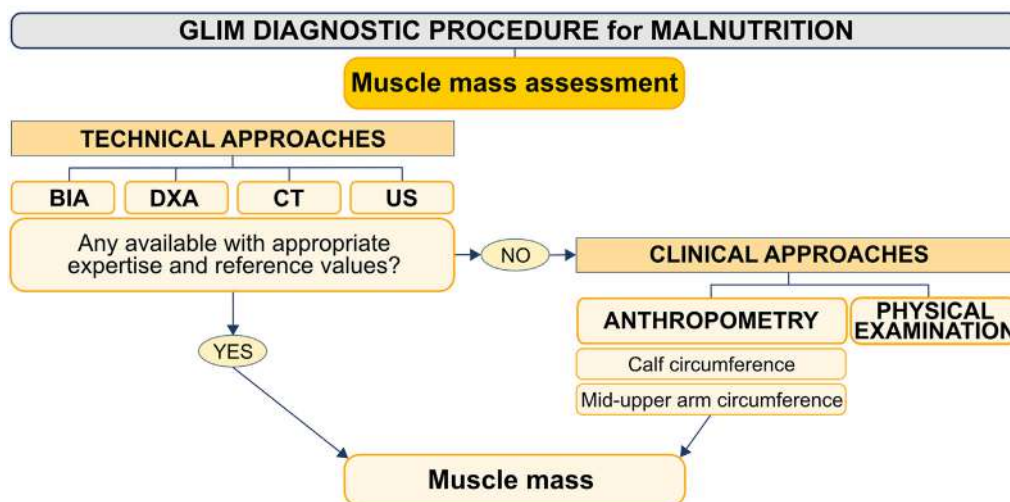 GLIM DIAGNOSTIC PROCEDURE for MALNUTRITION
Muscle mass assessment
TECHNICAL APPROACHES
BIA
DXA
CT
US
Any available with appropriate
expertise and reference values?
NO
CLINICAL APPROACHES
ANTHROPOMETRY
Calf circumference
Mid-upper arm circumference
PHYSICAL
EXAMINATION
YES
Muscle mass